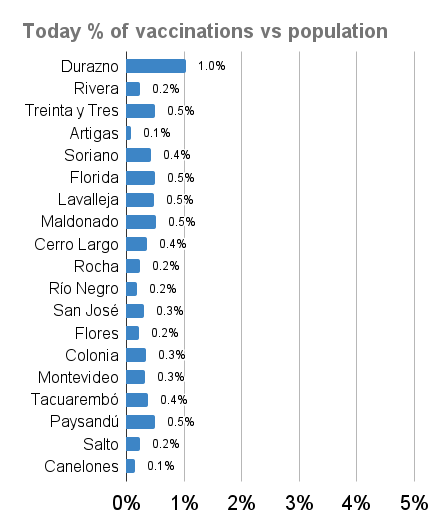 Today % of vaccinations vs population
Durazno 1.0%
Rivera 0.2%
Treinta y Tres 0.5%
Artigas 0.1%
Soriano 0.4%
Florida 0.5%
Lavalleja 0.5%
Maldonado 0.5%
Cerro Largo 0.4%
Rocha 0.2%
Río Negro 0.2%
San José 0.3%
Flores 0.2%
Colonia 0.3%
Montevideo 0.3%
Tacuarembó 0.4%
Paysandú 0.5%
Salto 0.2%
Canelones 0.1%
0% 1% 2% 3% 4% 5%